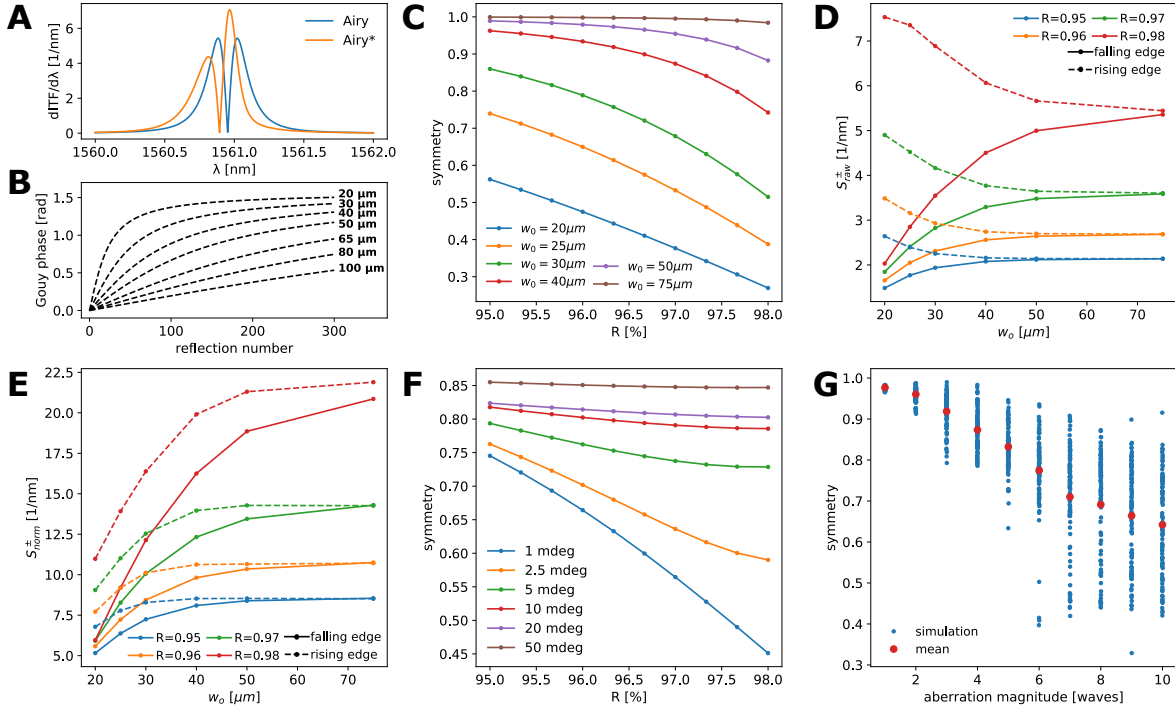 A
dITF/dλ [1/nm]
6
4
2
0
Airy
Airy*
1560.0
1560.5
1561.0
1561.5
1562.0
λ [nm]
B
Gouy phase [rad]
1.5
1.0
0.5
0.0
20 μm
30 μm
40 μm
50 μm
65 μm
80 μm
100 μm
0
100
200
300
reflection number
C
symmetry
1.0
0.9
0.8
0.7
0.6
0.5
0.4
0.3
w₀ = 20μm
w₀ = 25μm
w₀ = 30μm
w₀ = 40μm
w₀ = 50μm
w₀ = 75μm
95.0
95.5
96.0
96.5
97.0
97.5
98.0
R [%]
D
S±raw [1/nm]
7
6
5
4
3
2
R=0.95
R=0.96
R=0.97
R=0.98
falling edge
rising edge
20
30
40
50
60
70
wₒ [μm]
E
S±norm [1/nm]
22.5
20.0
17.5
15.0
12.5
10.0
7.5
5.0
R=0.95
R=0.96
R=0.97
R=0.98
falling edge
rising edge
20
30
40
50
60
70
wₒ [μm]
F
symmetry
0.85
0.80
0.75
0.70
0.65
0.60
0.55
0.50
0.45
1 mdeg
2.5 mdeg
5 mdeg
10 mdeg
20 mdeg
50 mdeg
95.0
95.5
96.0
96.5
97.0
97.5
98.0
R [%]
G
symmetry
1.0
0.9
0.8
0.7
0.6
0.5
0.4
0.3
simulation
mean
2
4
6
8
10
aberration magnitude [waves]